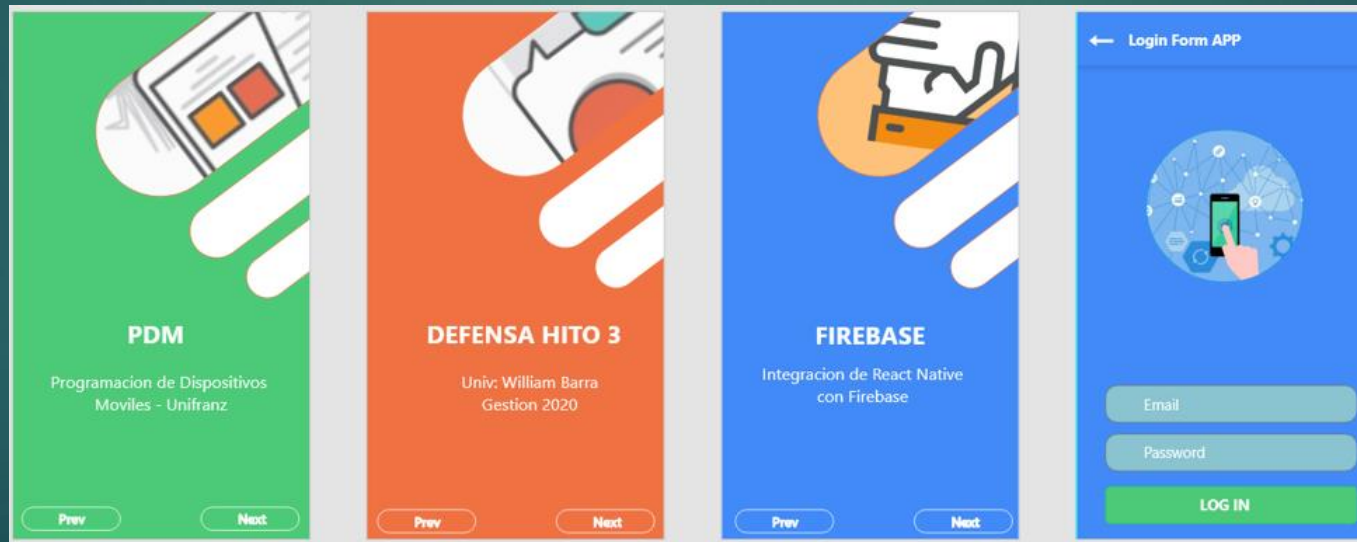 PDM
Programacion de Dispositivos
Moviles - Unifranz
Prev
Next
DEFENSA HITO 3
Univ: William Barra
Gestion 2020
Prev
Next
FIREBASE
Integracion de React Native
con Firebase
Prev
Next
Login Form APP
Email
Password
LOG IN